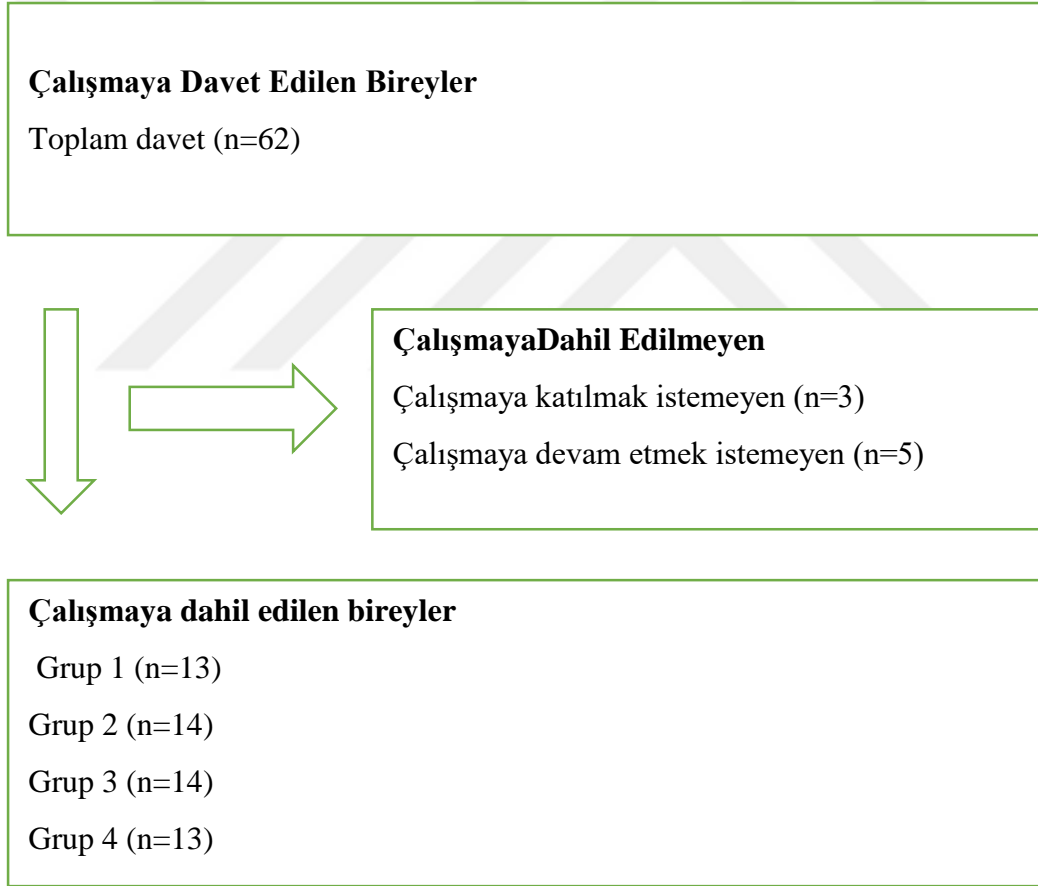 Çalışmaya Davet Edilen Bireyler
Toplam davet (n=62)
ÇalışmayaDahil Edilmeyen
Çalışmaya katılmak istemeyen (n=3)
Çalışmaya devam etmek istemeyen (n=5)
Çalışmaya dahil edilen bireyler
Grup 1 (n=13)
Grup 2 (n=14)
Grup 3 (n=14)
Grup 4 (n=13)